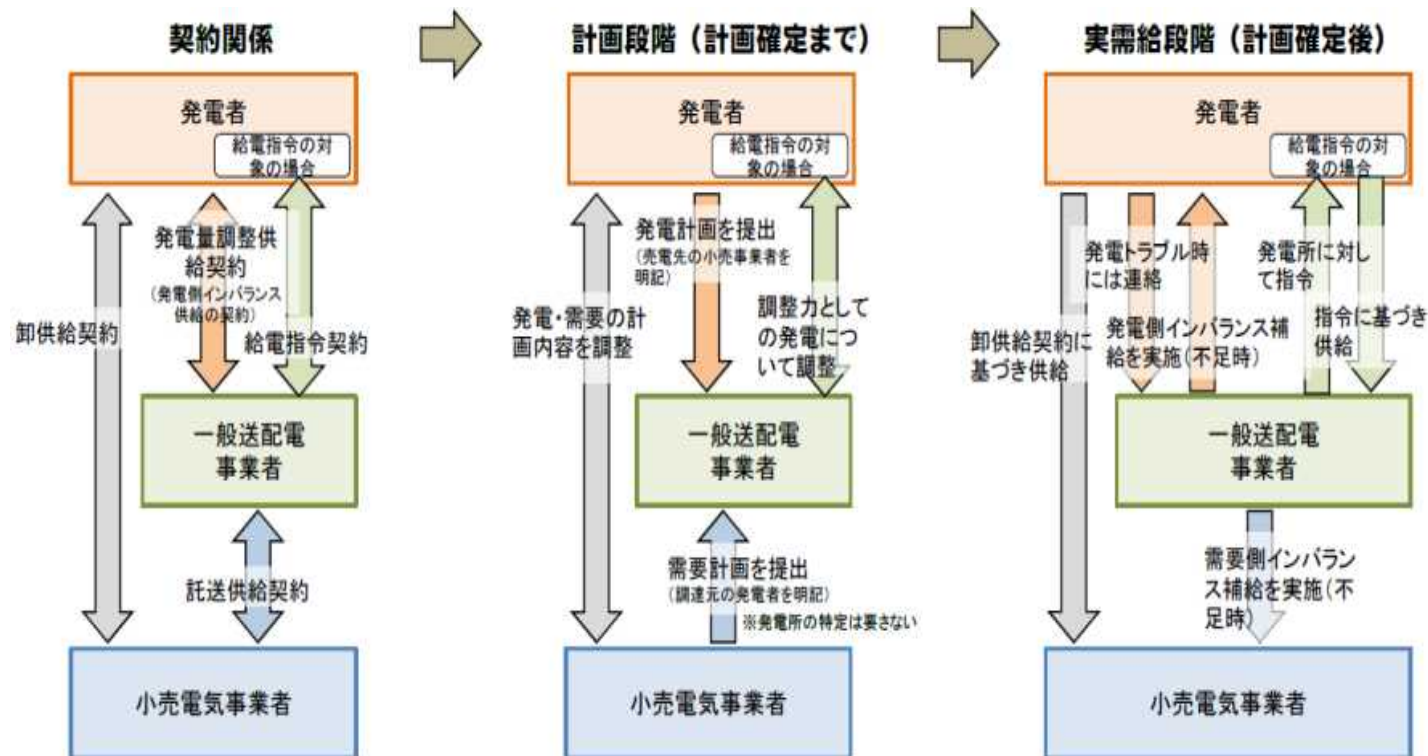 契約関係
発電者
給電指令の対
象の場合
発電量調整供
給契約
(発電側インバランス
供給の契約)
卸供給契約
給電指令契約
一般送配電
事業者
託送供給契約
小売電気事業者
計画段階（計画確定まで）
発電者
給電指令の対
象の場合
発電計画を提出
(売電先の小売事業者を
明記)
発電・需要の計
画内容を調整
調整力として
の発電につ
いて調整
一般送配電
事業者
需要計画を提出
(調達元の発電者を明記)
※発電所の特定は要さない
小売電気事業者
実需給段階（計画確定後）
発電者
給電指令の対
象の場合
発電トラブル時
には連絡
発電所に対し
て指令
卸供給契約に
基づき供給
発電側インバランス補
給を実施(不足時)
指令に基づき
供給
一般送配電
事業者
需要側インバラン
ス補給を実施(不
足時)
小売電気事業者